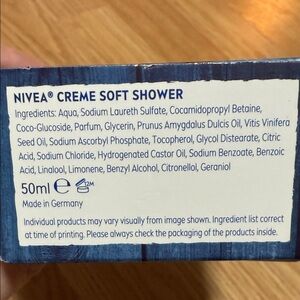 NIVEA® CREME SOFT SHOWER
Ingredients: Aqua, Sodium Laureth Sulfate, Cocamidopropyl Betaine,
Coco-Glucoside, Parfum, Glycerin, Prunus Amygdalus Dulcis Oil, Vitis Vinifera
Seed Oil, Sodium Ascorbyl Phosphate, Tocopherol, Glycol Distearate, Citric
Acid, Sodium Chloride, Hydrogenated Castor Oil, Sodium Benzoate, Benzoic
Acid, Linalool, Limonene, Benzyl Alcohol, Citronellol, Geraniol
50ml ℮ 12M
Made in Germany
Individual products may vary visually from image shown. Ingredient list correct
at time of printing. Please always check the packaging of the products inside.